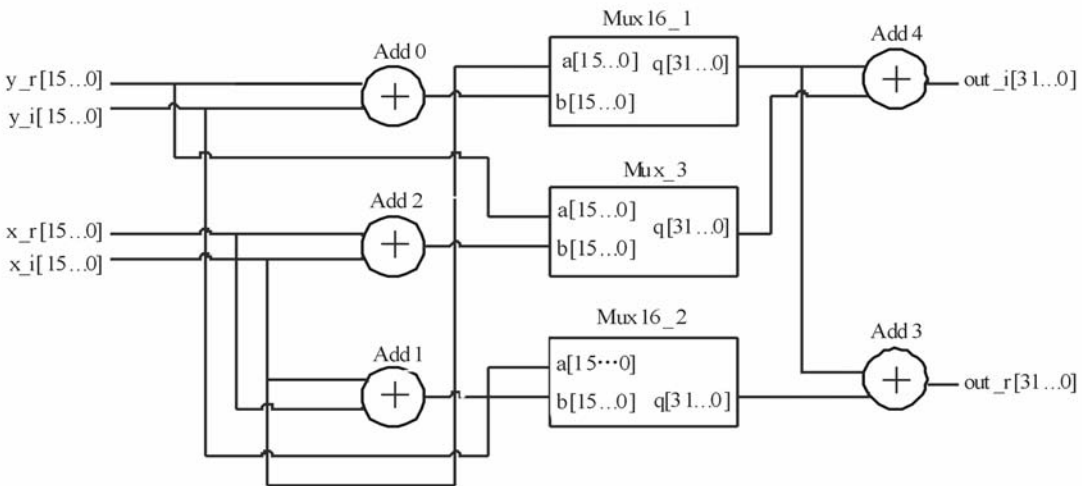 Mux16_1
Add 4
Add 0
a[15...0] q[31...0]
y_r[15...0]
out_i[31...0]
b[15...0]
y_i[15...0]
Mux_3
Add 2
a[15...0]
x_r[15...0]
q[31...0]
b[15...0]
x_i[15...0]
Mux16_2
Add 3
Add 1
a[15⋯0]
out_r[31...0]
b[15...0] q[31...0]